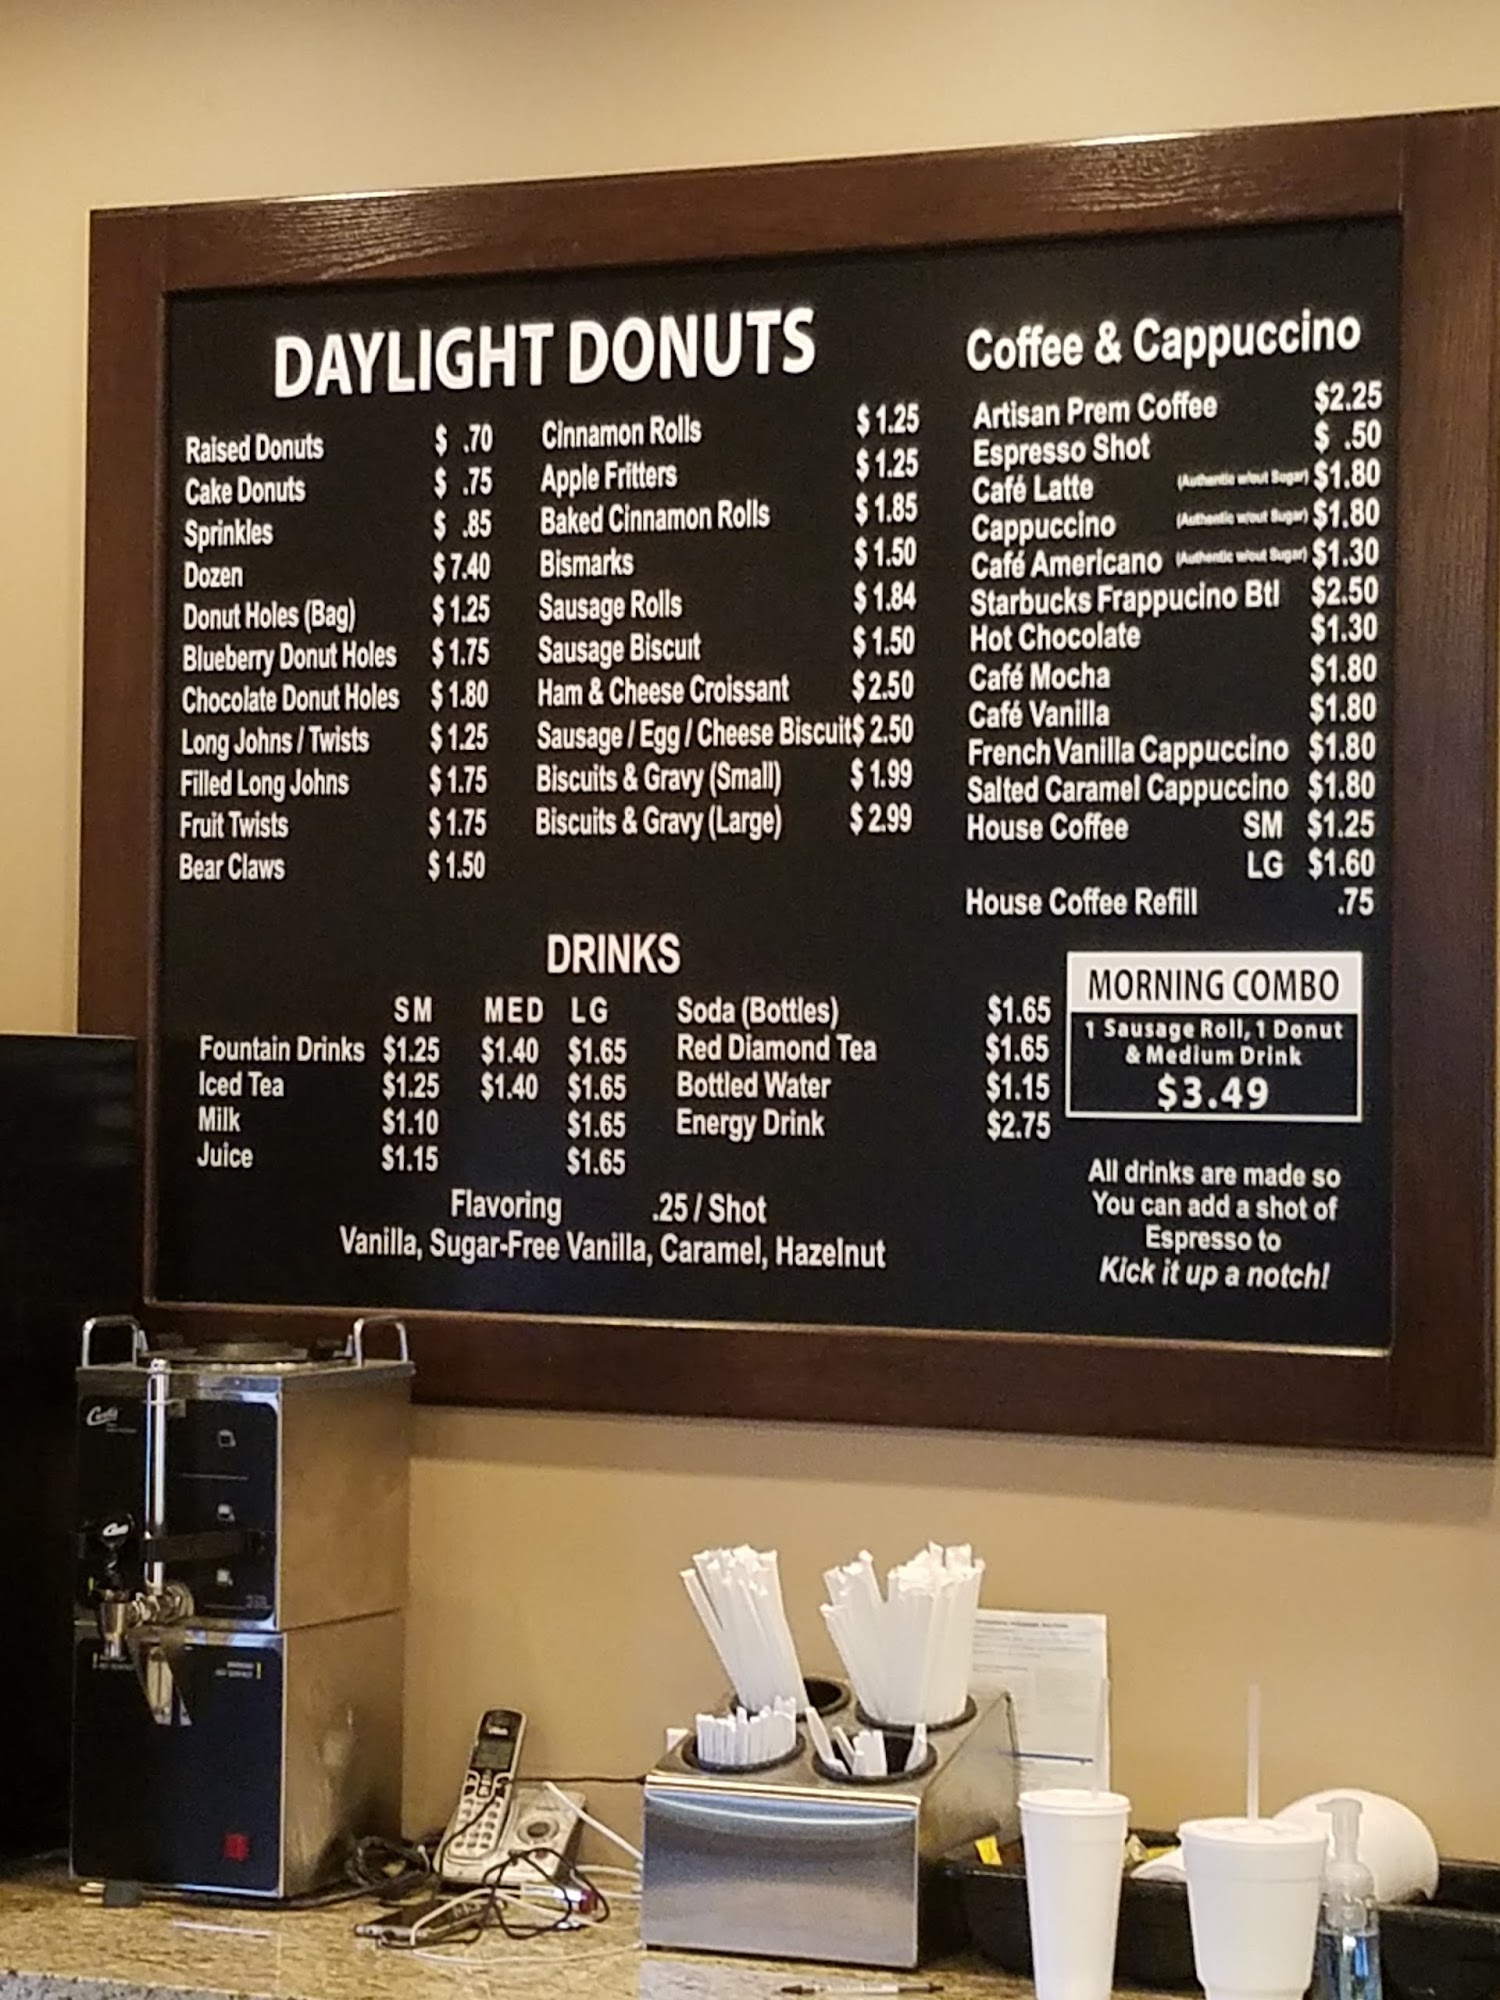 DAYLIGHT DONUTS
Raised Donuts $ .70
Cake Donuts $ .75
Sprinkles $ .85
Dozen $ 7.40
Donut Holes (Bag) $ 1.25
Blueberry Donut Holes $ 1.75
Chocolate Donut Holes $ 1.80
Long Johns / Twists $ 1.25
Filled Long Johns $ 1.75
Fruit Twists $ 1.75
Bear Claws $ 1.50
Cinnamon Rolls $ 1.25
Apple Fritters $ 1.25
Baked Cinnamon Rolls $ 1.85
Bismarks $ 1.50
Sausage Rolls $ 1.84
Sausage Biscuit $ 1.50
Ham & Cheese Croissant $ 2.50
Sausage / Egg / Cheese Biscuit $ 2.50
Biscuits & Gravy (Small) $ 1.99
Biscuits & Gravy (Large) $ 2.99
Coffee & Cappuccino
Artisan Prem Coffee $2.25
Espresso Shot $ .50
Café Latte (Authentic w/out Sugar) $1.80
Cappuccino (Authentic w/out Sugar) $1.80
Café Americano (Authentic w/out Sugar) $1.30
Starbucks Frappucino Btl $2.50
Hot Chocolate $1.30
Café Mocha $1.80
Café Vanilla $1.80
French Vanilla Cappuccino $1.80
Salted Caramel Cappuccino $1.80
House Coffee SM $1.25
LG $1.60
House Coffee Refill .75
DRINKS
SM MED LG
Fountain Drinks $1.25 $1.40 $1.65
Iced Tea $1.25 $1.40 $1.65
Milk $1.10 $1.65
Juice $1.15 $1.65
Soda (Bottles) $1.65
Red Diamond Tea $1.65
Bottled Water $1.15
Energy Drink $2.75
Flavoring .25 / Shot
Vanilla, Sugar-Free Vanilla, Caramel, Hazelnut
MORNING COMBO
1 Sausage Roll, 1 Donut
& Medium Drink
$3.49
All drinks are made so
You can add a shot of
Espresso to
Kick it up a notch!
Curtis